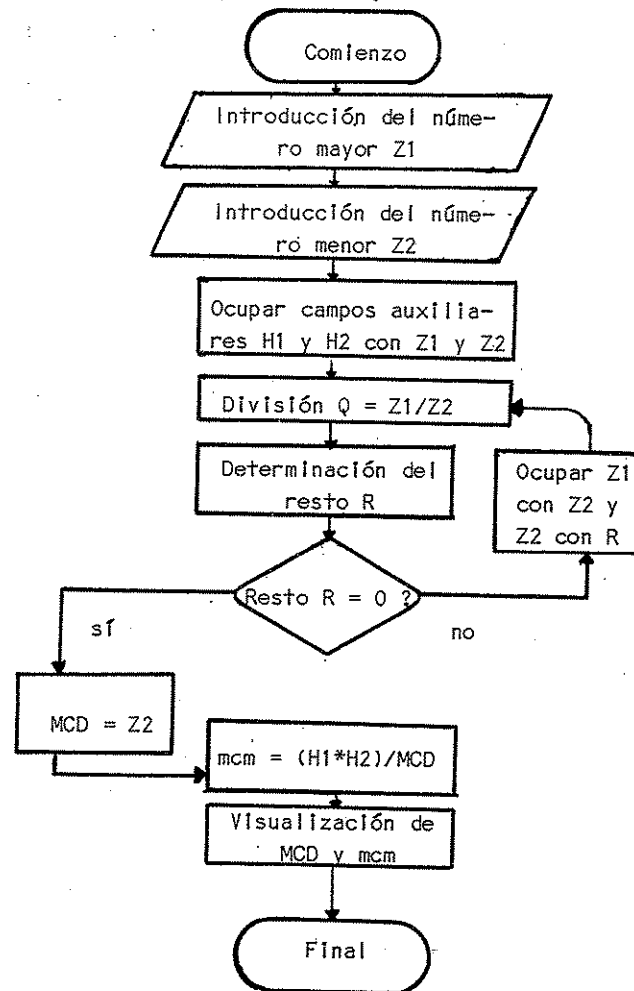 Comienzo
Introducción del núme-
ro mayor Z1
Introducción del núme-
ro menor Z2
Ocupar campos auxilia-
res H1 y H2 con Z1 y Z2
División Q = Z1/Z2
Determinación del
resto R
Ocupar Z1
con Z2 y
Z2 con R
Resto R = 0 ?
sí
no
MCD = Z2
mcm = (H1*H2)/MCD
Visualización de
MCD y mcm
Final